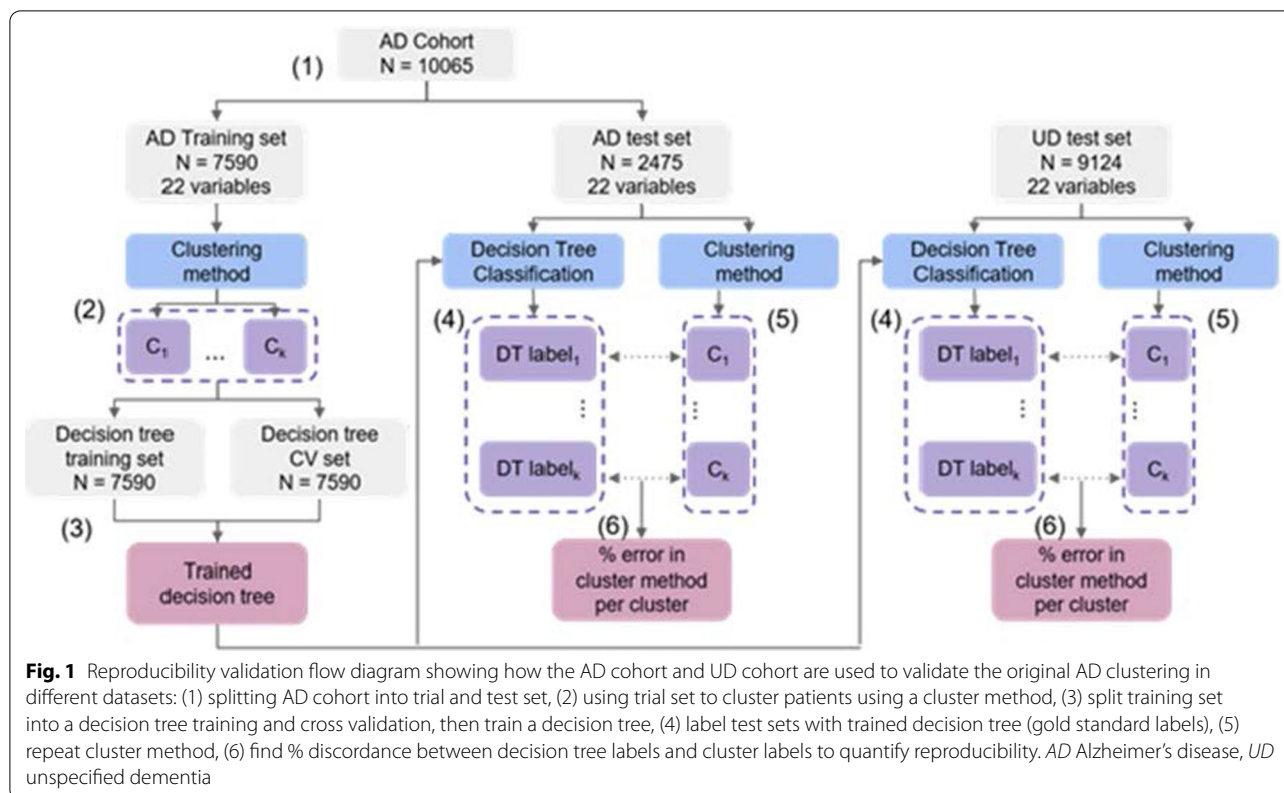 (1)
AD Cohort
N = 10065
AD Training set
N = 7590
22 variables
AD test set
N = 2475
22 variables
UD test set
N = 9124
22 variables
Clustering
method
Decision Tree
Classification
Clustering
method
Decision Tree
Classification
Clustering
method
(2)
C₁
...
Cₖ
(4)
(5)
DT label₁
C₁
⋮
⋮
DT labelₖ
Cₖ
(4)
(5)
DT label₁
C₁
⋮
⋮
DT labelₖ
Cₖ
Decision tree
training set
N = 7590
Decision tree
CV set
N = 7590
(3)
Trained
decision tree
(6)
% error in
cluster method
per cluster
(6)
% error in
cluster method
per cluster
Fig. 1 Reproducibility validation flow diagram showing how the AD cohort and UD cohort are used to validate the original AD clustering in
different datasets: (1) splitting AD cohort into trial and test set, (2) using trial set to cluster patients using a cluster method, (3) split training set
into a decision tree training and cross validation, then train a decision tree, (4) label test sets with trained decision tree (gold standard labels), (5)
repeat cluster method, (6) find % discordance between decision tree labels and cluster labels to quantify reproducibility. AD Alzheimer's disease, UD
unspecified dementia